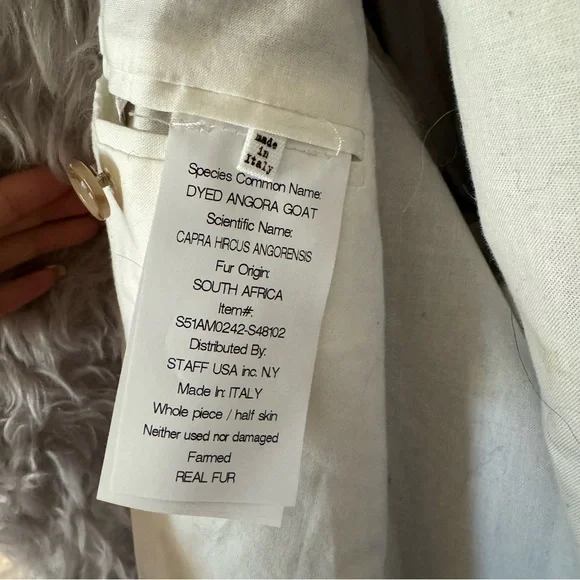 made
in
Italy
Species Common Name:
DYED ANGORA GOAT
Scientific Name:
CAPRA HIRCUS ANGORENSIS
Fur Origin:
SOUTH AFRICA
Item#:
S51AM0242-S48102
Distributed By:
STAFF USA inc. N.Y
Made In: ITALY
Whole piece / half skin
Neither used nor damaged
Farmed
REAL FUR